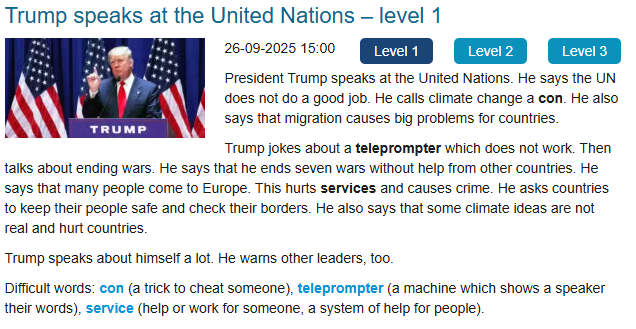 Trump speaks at the United Nations – level 1
26-09-2025 15:00
Level 1
Level 2
Level 3
TRUMP
President Trump speaks at the United Nations. He says the UN
does not do a good job. He calls climate change a con. He also
says that migration causes big problems for countries.
Trump jokes about a teleprompter which does not work. Then
talks about ending wars. He says that he ends seven wars without help from other countries. He
says that many people come to Europe. This hurts services and causes crime. He asks countries
to keep their people safe and check their borders. He also says that some climate ideas are not
real and hurt countries.
Trump speaks about himself a lot. He warns other leaders, too.
Difficult words: con (a trick to cheat someone), teleprompter (a machine which shows a speaker
their words), service (help or work for someone, a system of help for people).